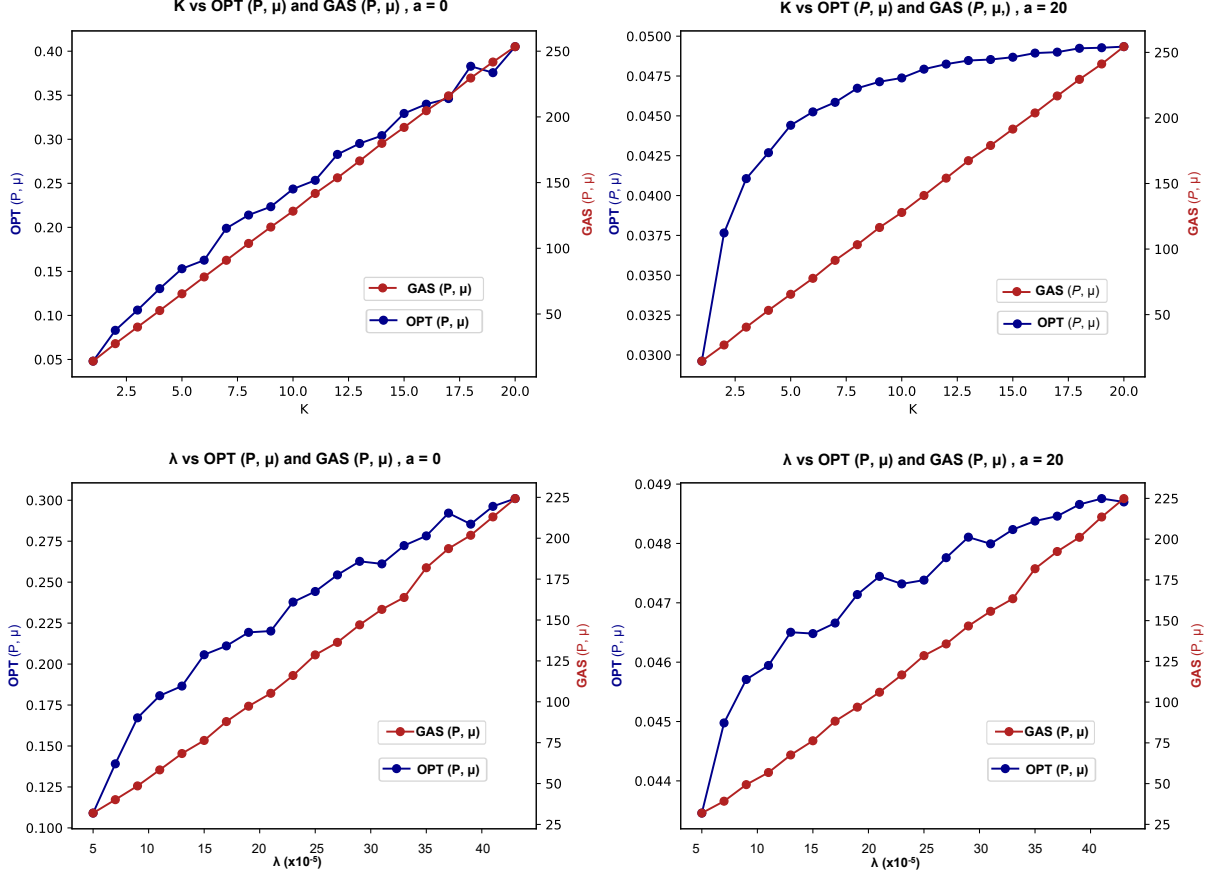 K vs OPT (P, μ) and GAS (P, μ) , a = 0
0.40
0.35
0.30
0.25
0.20
0.15
0.10
0.05
OPT (P, μ)
250
200
150
100
50
GAS (P, μ)
GAS (P, μ)
OPT (P, μ)
2.5 5.0 7.5 10.0 12.5 15.0 17.5 20.0
K
K vs OPT (P, μ) and GAS (P, μ,) , a = 20
0.0500
0.0475
0.0450
0.0425
0.0400
0.0375
0.0350
0.0325
0.0300
OPT (P, μ)
250
200
150
100
50
GAS (P, μ)
GAS (P, μ)
OPT (P, μ)
2.5 5.0 7.5 10.0 12.5 15.0 17.5 20.0
K
λ vs OPT (P, μ) and GAS (P, μ) , a = 0
0.300
0.275
0.250
0.225
0.200
0.175
0.150
0.125
0.100
OPT (P, μ)
225
200
175
150
125
100
75
50
25
GAS (P, μ)
GAS (P, μ)
OPT (P, μ)
5 10 15 20 25 30 35 40
λ (x10-5)
λ vs OPT (P, μ) and GAS (P, μ) , a = 20
0.049
0.048
0.047
0.046
0.045
0.044
OPT (P, μ)
225
200
175
150
125
100
75
50
25
GAS (P, μ)
GAS (P, μ)
OPT (P, μ)
5 10 15 20 25 30 35 40
λ (x10-5)